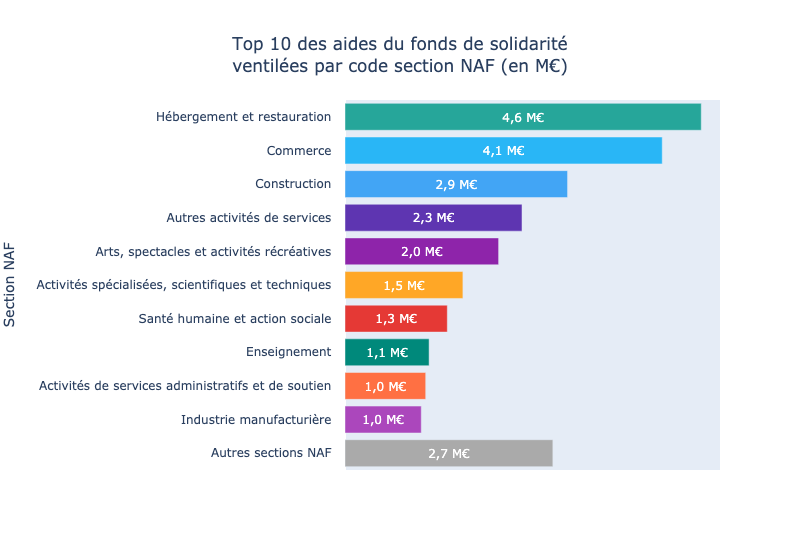 Top 10 des aides du fonds de solidarité
ventilées par code section NAF (en M€)
Section NAF
Hébergement et restauration 4,6 M€
Commerce 4,1 M€
Construction 2,9 M€
Autres activités de services 2,3 M€
Arts, spectacles et activités récréatives 2,0 M€
Activités spécialisées, scientifiques et techniques 1,5 M€
Santé humaine et action sociale 1,3 M€
Enseignement 1,1 M€
Activités de services administratifs et de soutien 1,0 M€
Industrie manufacturière 1,0 M€
Autres sections NAF 2,7 M€